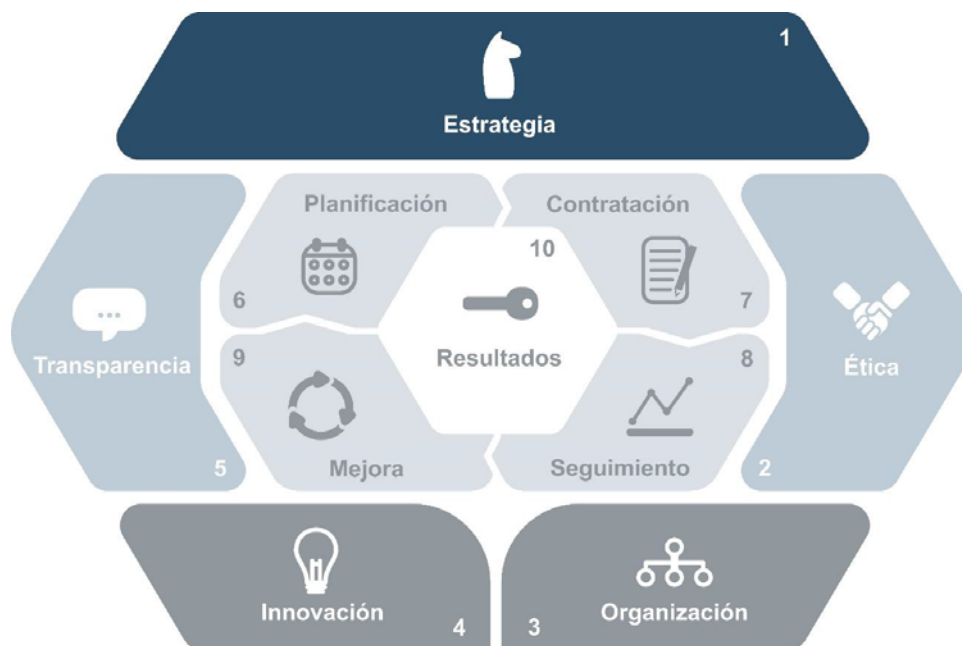 1
Estrategia
Planificación
Contratación
10
6
7
Transparencia
Resultados
Ética
9
8
Mejora
Seguimiento
5
2
Innovación
Organización
4
3